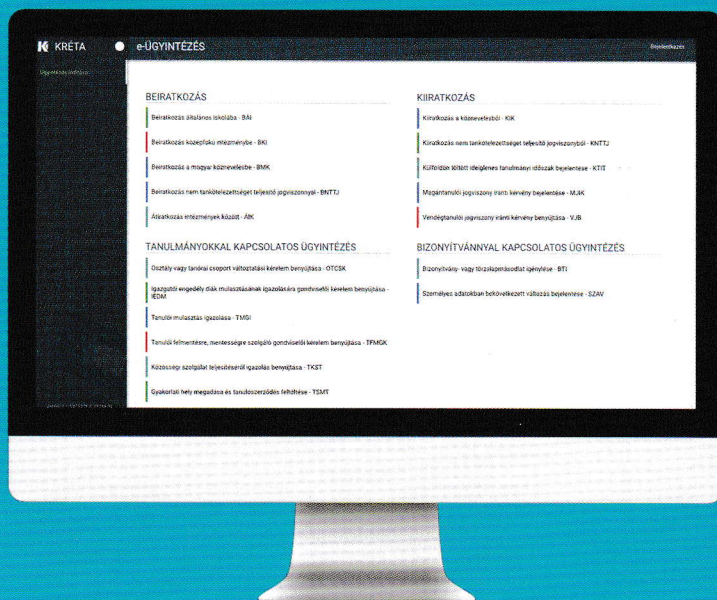 KRÉTA
e-ÜGYINTÉZÉS
Bejelentkezés
Ügyintézés indítása
BEIRATKOZÁS
Beiratkozás általános iskolába - BÁI
Beiratkozás középfokú intézménybe - BKI
Beiratkozás a magyar köznevelésbe - BMK
Beiratkozás nem tankötelezettséget teljesítő jogviszonnyal - BNTTJ
Átiratkozás intézmények között - ÁIK
KIIRATKOZÁS
Kiiratkozás a köznevelésből - KIK
Kiiratkozás nem tankötelezettséget teljesítő jogviszonyból - KNTTJ
Külföldön töltött ideiglenes tanulmányi időszak bejelentése - KTIT
Magántanulói jogviszony iránti kérvény bejelentése - MJIK
Vendégtanulói jogviszony iránti kérvény benyújtása - VJB
TANULMÁNYOKKAL KAPCSOLATOS ÜGYINTÉZÉS
Osztály vagy tanórai csoport változtatási kérelem benyújtása - OTCSK
Igazgatói engedély diák mulasztásának igazolására gondviselői kérelem benyújtása -
IEDM
Tanulói mulasztás igazolása - TMGI
Tanulói felmentésre, mentességre szolgáló gondviselői kérelem benyújtása - TFMGK
Közösségi szolgálat teljesítéséről igazolás benyújtása - TKST
Gyakorlati hely megadása és tanulószerződés feltöltése - TSMT
BIZONYÍTVÁNNYAL KAPCSOLATOS ÜGYINTÉZÉS
Bizonyítvány- vagy törzslapmásodlat igénylése - BTI
Személyes adatokban bekövetkezett változás bejelentése - SZAV